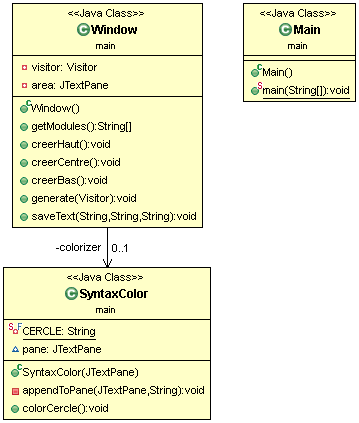 <<Java Class>>
Window
main
visitor: Visitor
area: JTextPane
Window()
getModules():String[]
creerHaut():void
creerCentre():void
creerBas():void
generate(Visitor):void
saveText(String,String,String):void
<<Java Class>>
Main
main
Main()
main(String[]):void
-colorizer
0..1
<<Java Class>>
SyntaxColor
main
CERCLE: String
pane: JTextPane
SyntaxColor(JTextPane)
appendToPane(JTextPane,String):void
colorCercle():void